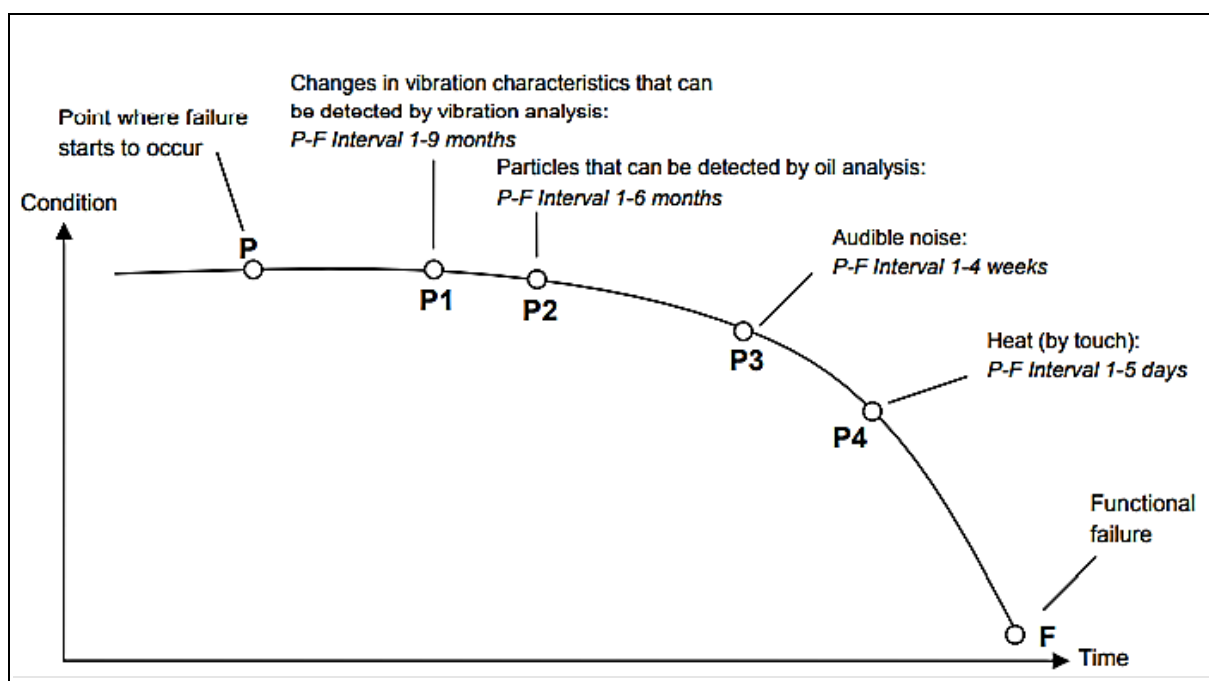 Changes in vibration characteristics that can
be detected by vibration analysis:
P-F Interval 1-9 months
Point where failure
starts to occur
Particles that can be detected by oil analysis:
P-F Interval 1-6 months
Condition
Audible noise:
P-F Interval 1-4 weeks
P
P1
P2
P3
Heat (by touch):
P-F Interval 1-5 days
P4
Functional
failure
F
Time